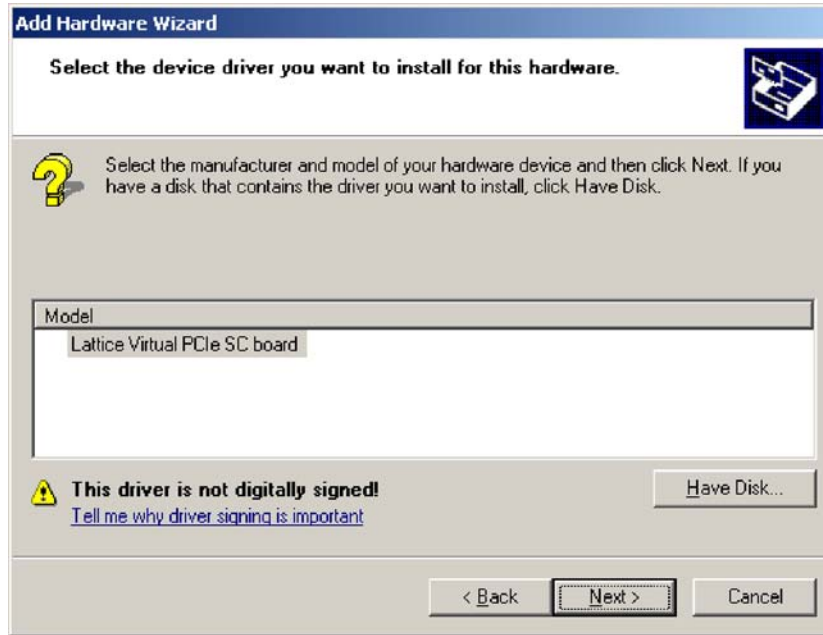 Add Hardware Wizard
Select the device driver you want to install for this hardware.
Select the manufacturer and model of your hardware device and then click Next. If you
have a disk that contains the driver you want to install, click Have Disk.
Model
Lattice Virtual PCIe SC board
This driver is not digitally signed!
Have Disk...
Tell me why driver signing is important
< Back
Next >
Cancel